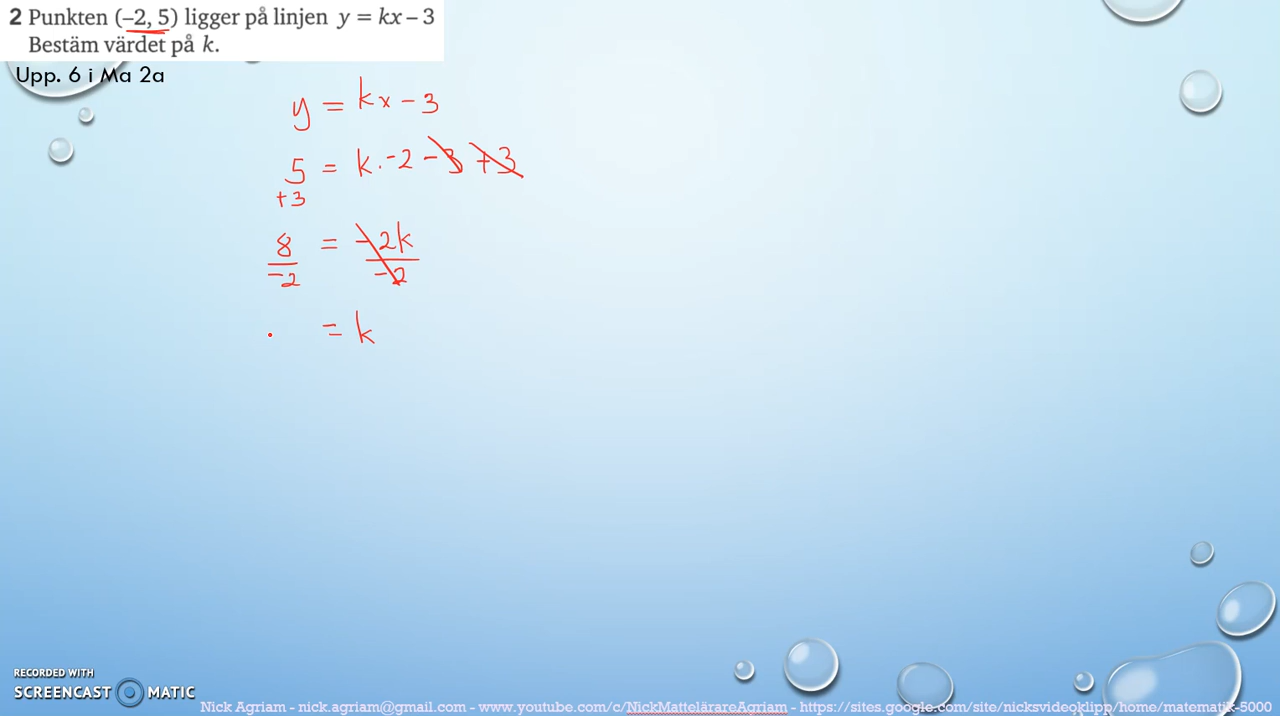 2 Punkten (–2, 5) ligger på linjen y = kx – 3
Bestäm värdet på k.
Upp. 6 i Ma 2a
y = kx - 3
5 = k·-2 - 3 + 3
+3
8 = -2k
-2 -2
= k
RECORDED WITH
SCREENCAST MATIC
Nick Agriam - nick.agriam@gmail.com - www.youtube.com/c/NickMattelärareAgriam - https://sites.google.com/site/nicksvideoklipp/home/matematik-5000